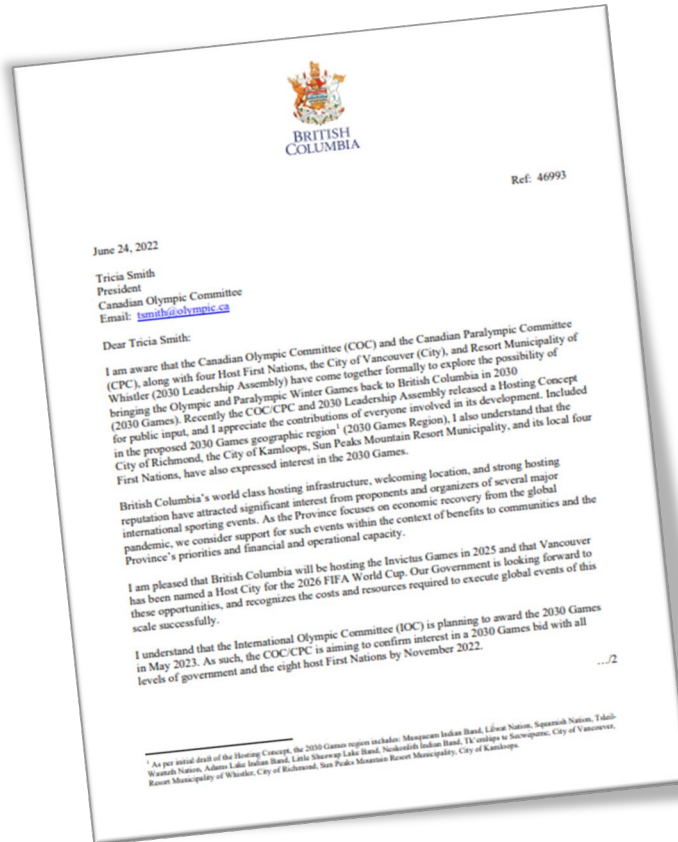 BRITISH
COLUMBIA
Ref: 46993
June 24, 2022
Tricia Smith
President
Canadian Olympic Committee
Email: tsmith@olympic.ca
Dear Tricia Smith:
I am aware that the Canadian Olympic Committee (COC) and the Canadian Paralympic Committee
(CPC), along with four Host First Nations, the City of Vancouver (City), and Resort Municipality of
Whistler (2030 Leadership Assembly) have come together formally to explore the possibility of
bringing the Olympic and Paralympic Winter Games back to British Columbia in 2030
(2030 Games). Recently the COC/CPC and 2030 Leadership Assembly released a Hosting Concept
for public input, and I appreciate the contributions of everyone involved in its development. Included
in the proposed 2030 Games geographic region¹ (2030 Games Region), I also understand that the
City of Richmond, the City of Kamloops, Sun Peaks Mountain Resort Municipality, and its local four
First Nations, have also expressed interest in the 2030 Games.
British Columbia's world class hosting infrastructure, welcoming location, and strong hosting
reputation have attracted significant interest from proponents and organizers of several major
international sporting events. As the Province focuses on economic recovery from the global
pandemic, we consider support for such events within the context of benefits to communities and the
Province's priorities and financial and operational capacity.
I am pleased that British Columbia will be hosting the Invictus Games in 2025 and that Vancouver
has been named a Host City for the 2026 FIFA World Cup. Our Government is looking forward to
these opportunities, and recognizes the costs and resources required to execute global events of this
scale successfully.
I understand that the International Olympic Committee (IOC) is planning to award the 2030 Games
in May 2023. As such, the COC/CPC is aiming to confirm interest in a 2030 Games bid with all
levels of government and the eight host First Nations by November 2022.
…/2
¹ As per initial draft of the Hosting Concept, the 2030 Games region includes: Musqueam Indian Band, Líl̓wat Nation, Squamish Nation, Tsleil-
Waututh Nation, Adams Lake Indian Band, Little Shuswap Lake Band, Neskonlith Indian Band, Tk'emlúps te Secwépemc, City of Vancouver,
Resort Municipality of Whistler, City of Richmond, Sun Peaks Mountain Resort Municipality, City of Kamloops.